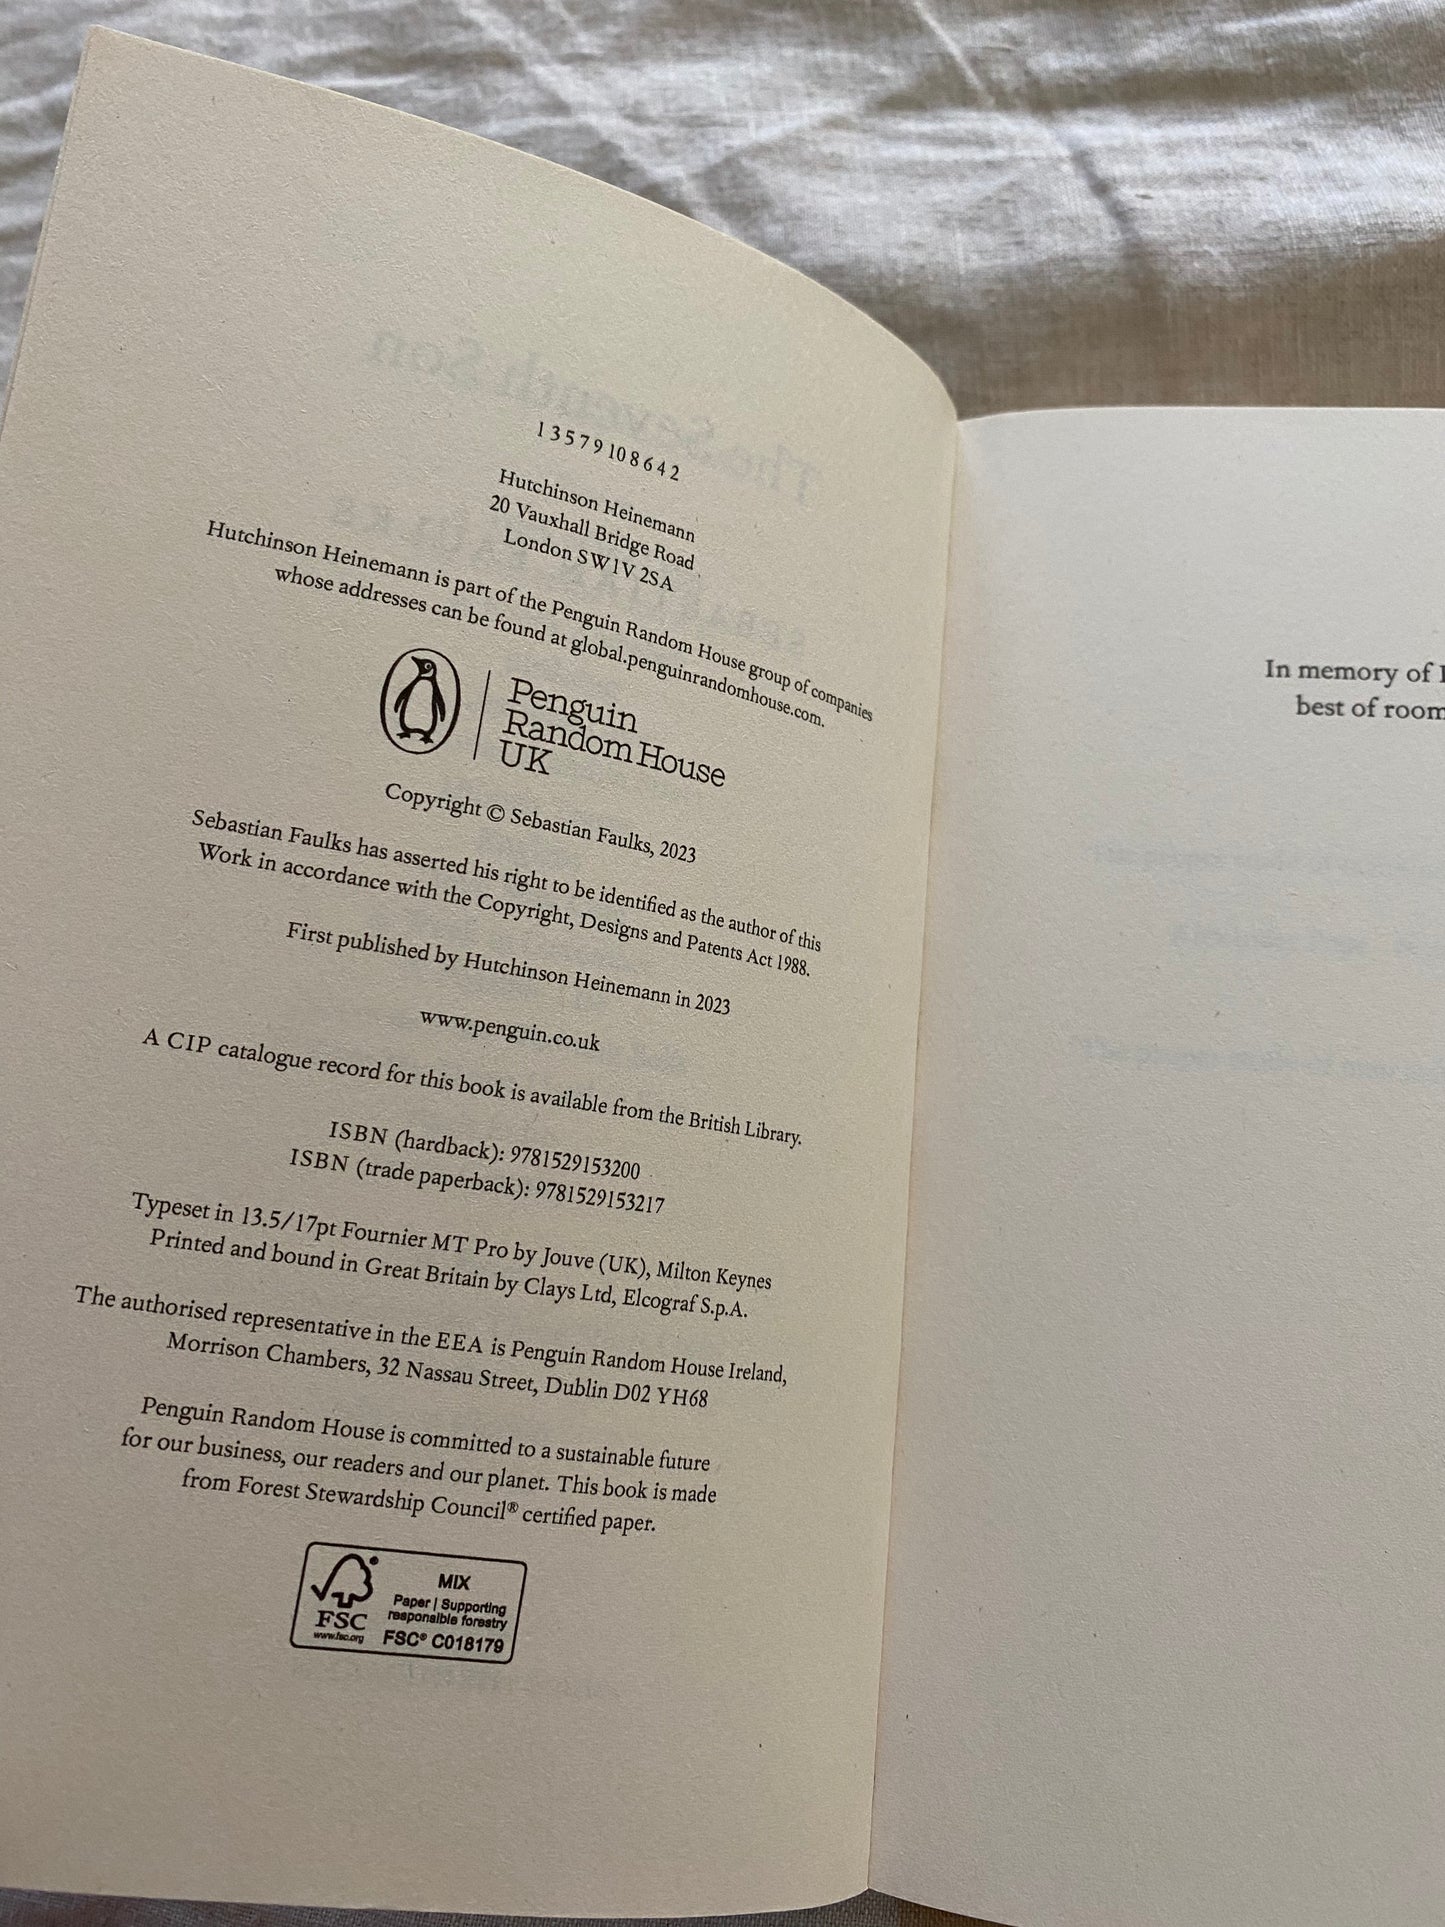 1 3 5 7 9 10 8 6 4 2
Hutchinson Heinemann
20 Vauxhall Bridge Road
London SW1V 2SA
Hutchinson Heinemann is part of the Penguin Random House group of companies
whose addresses can be found at global.penguinrandomhouse.com.
Penguin
Random House
UK
Copyright © Sebastian Faulks, 2023
Sebastian Faulks has asserted his right to be identified as the author of this
Work in accordance with the Copyright, Designs and Patents Act 1988.
First published by Hutchinson Heinemann in 2023
www.penguin.co.uk
A CIP catalogue record for this book is available from the British Library.
ISBN (hardback): 9781529153200
ISBN (trade paperback): 9781529153217
Typeset in 13.5/17pt Fournier MT Pro by Jouve (UK), Milton Keynes
Printed and bound in Great Britain by Clays Ltd, Elcograf S.p.A.
The authorised representative in the EEA is Penguin Random House Ireland,
Morrison Chambers, 32 Nassau Street, Dublin D02 YH68
Penguin Random House is committed to a sustainable future
for our business, our readers and our planet. This book is made
from Forest Stewardship Council® certified paper.
FSC
www.fsc.org
MIX
Paper | Supporting
responsible forestry
FSC® C018179
In memory of
best of room